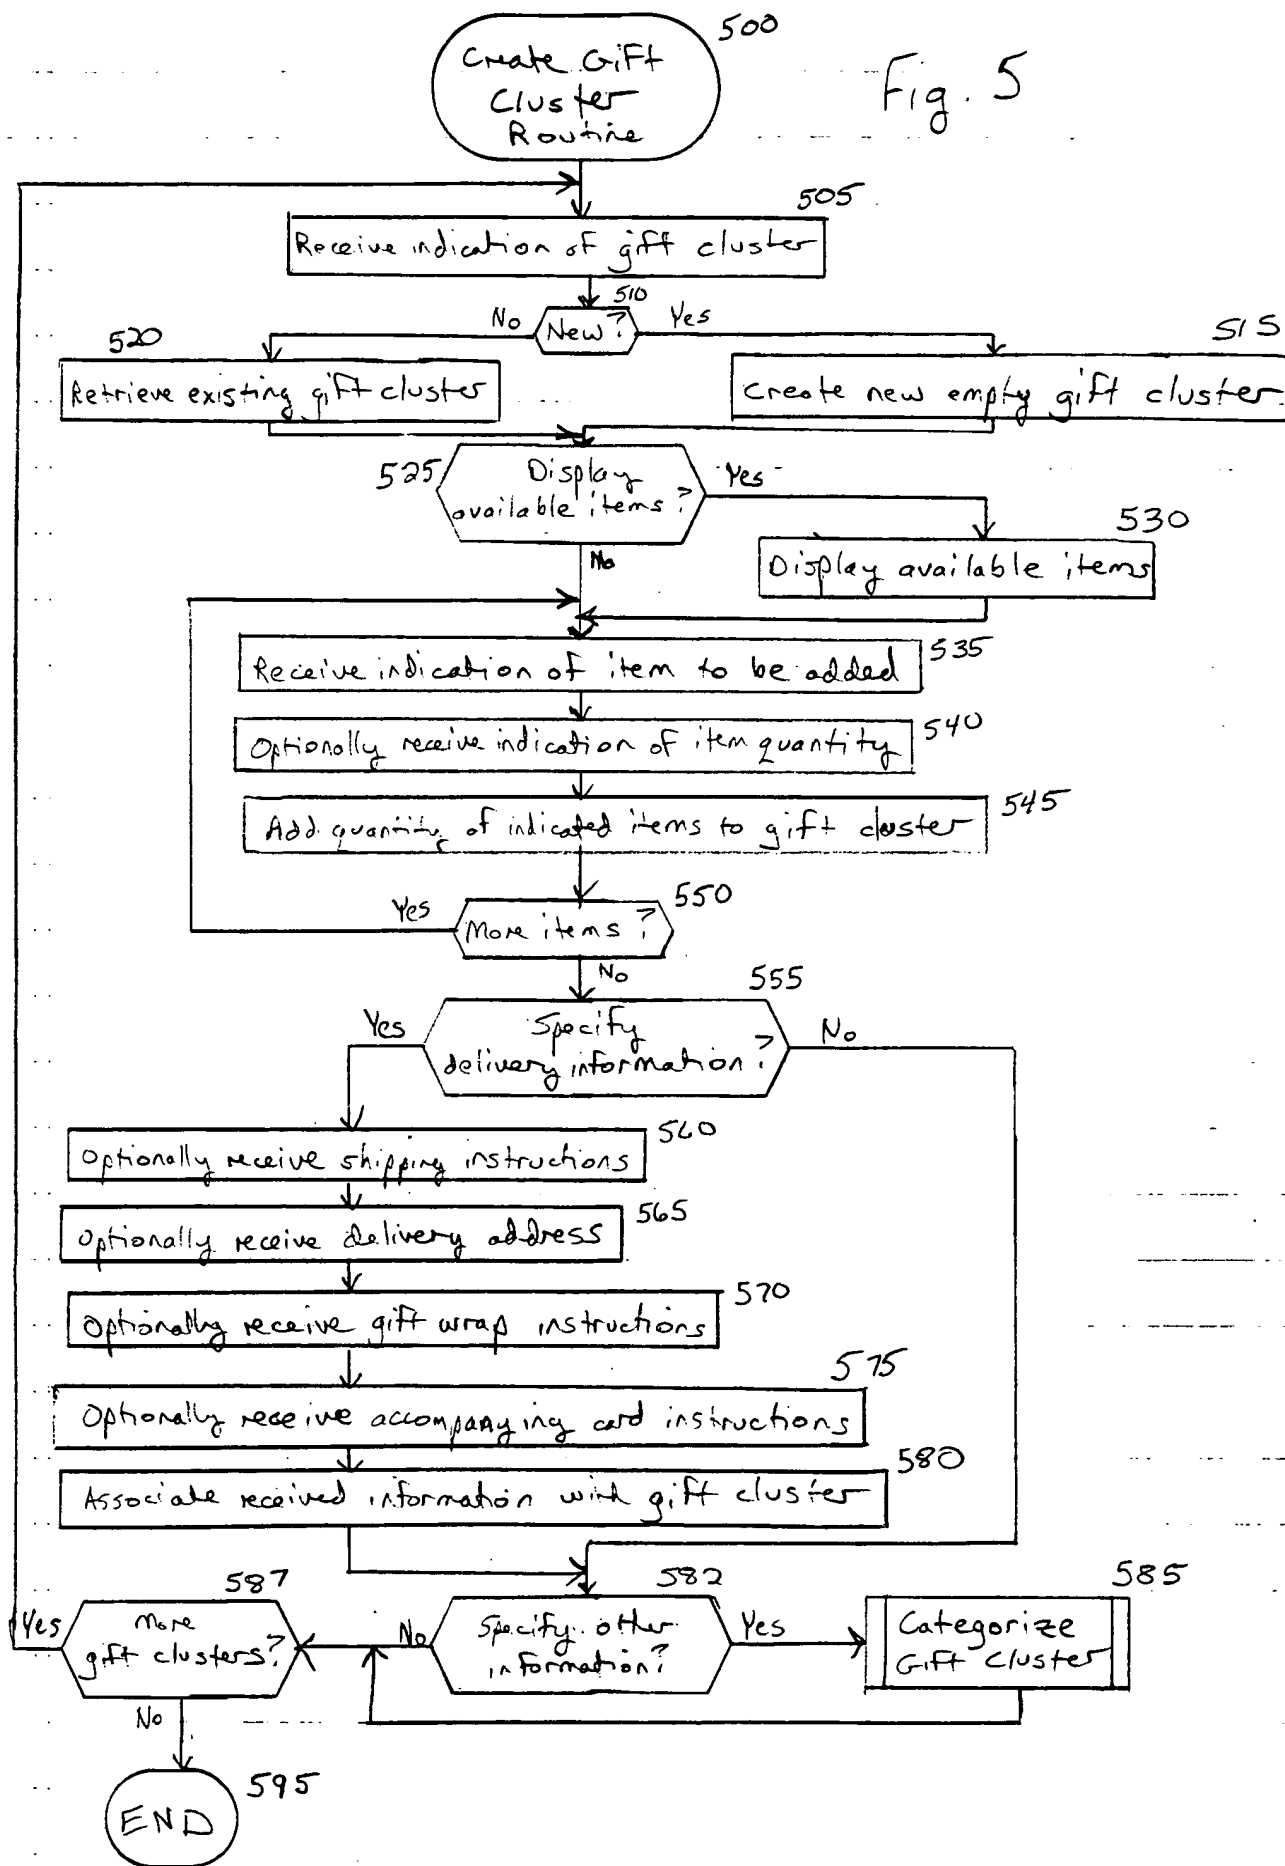 500
Create Gift
Cluster
Routine
Fig. 5
505
Receive indication of gift cluster
510
No
New?
Yes
520
515
Retrieve existing gift cluster
Create new empty gift cluster
525
Display
available items?
Yes
530
No
Display available items
Receive indication of item to be added
535
Optionally receive indication of item quantity
540
Add quantity of indicated items to gift cluster
545
550
Yes
More items?
No
555
Yes
Specify
delivery information?
No
560
Optionally receive shipping instructions
565
Optionally receive delivery address
570
Optionally receive gift wrap instructions
575
Optionally receive accompanying card instructions
580
Associate received information with gift cluster
587
582
585
Yes
More
gift clusters?
No
Specify other
information?
Yes
Categorize
Gift Cluster
No
595
END